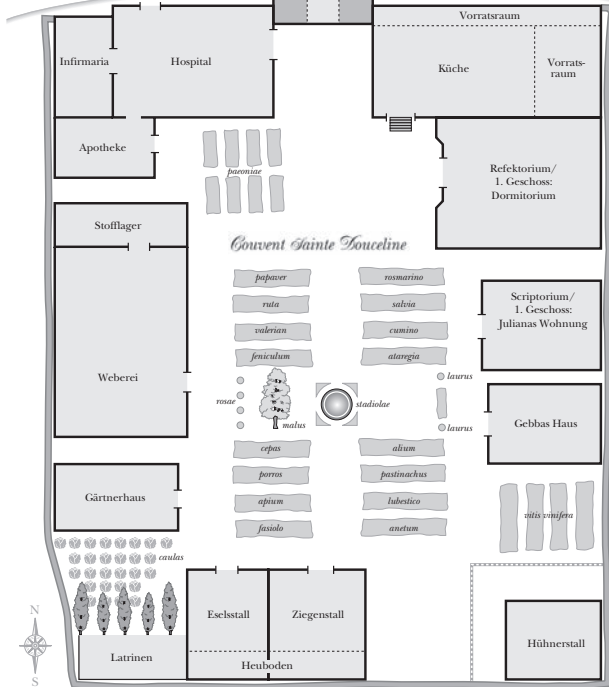 Vorratsraum
Infirmaria
Hospital
Küche
Vorrats-
raum
Apotheke
paeoniae
Refektorium/
1. Geschoss:
Dormitorium
Stofflager
Couvent Sainte Douceline
papaver
rosmarino
ruta
salvia
valerian
cumino
feniculum
ataregia
Scriptorium/
1. Geschoss:
Julianas Wohnung
Weberei
rosae
malus
stadiolae
laurus
laurus
Gebbas Haus
cepas
alium
porros
pastinachus
apium
lubestico
fasiolo
anetum
Gärtnerhaus
vitis vinifera
caulas
Eselsstall
Ziegenstall
Heuboden
Latrinen
Hühnerstall
N
S